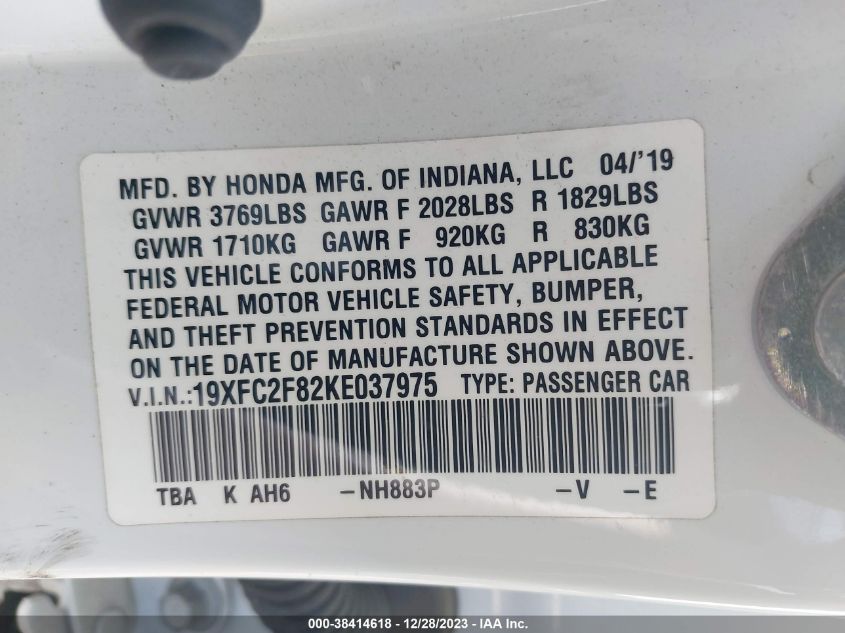 MFD. BY HONDA MFG. OF INDIANA, LLC 04/'19
GVWR 3769LBS GAWR F 2028LBS R 1829LBS
GVWR 1710KG GAWR F 920KG R 830KG
THIS VEHICLE CONFORMS TO ALL APPLICABLE
FEDERAL MOTOR VEHICLE SAFETY, BUMPER,
AND THEFT PREVENTION STANDARDS IN EFFECT
ON THE DATE OF MANUFACTURE SHOWN ABOVE.
V.I.N.:19XFC2F82KE037975 TYPE: PASSENGER CAR
TBA K AH6 -NH883P -V -E
000-38414618 - 12/28/2023 - IAA Inc.